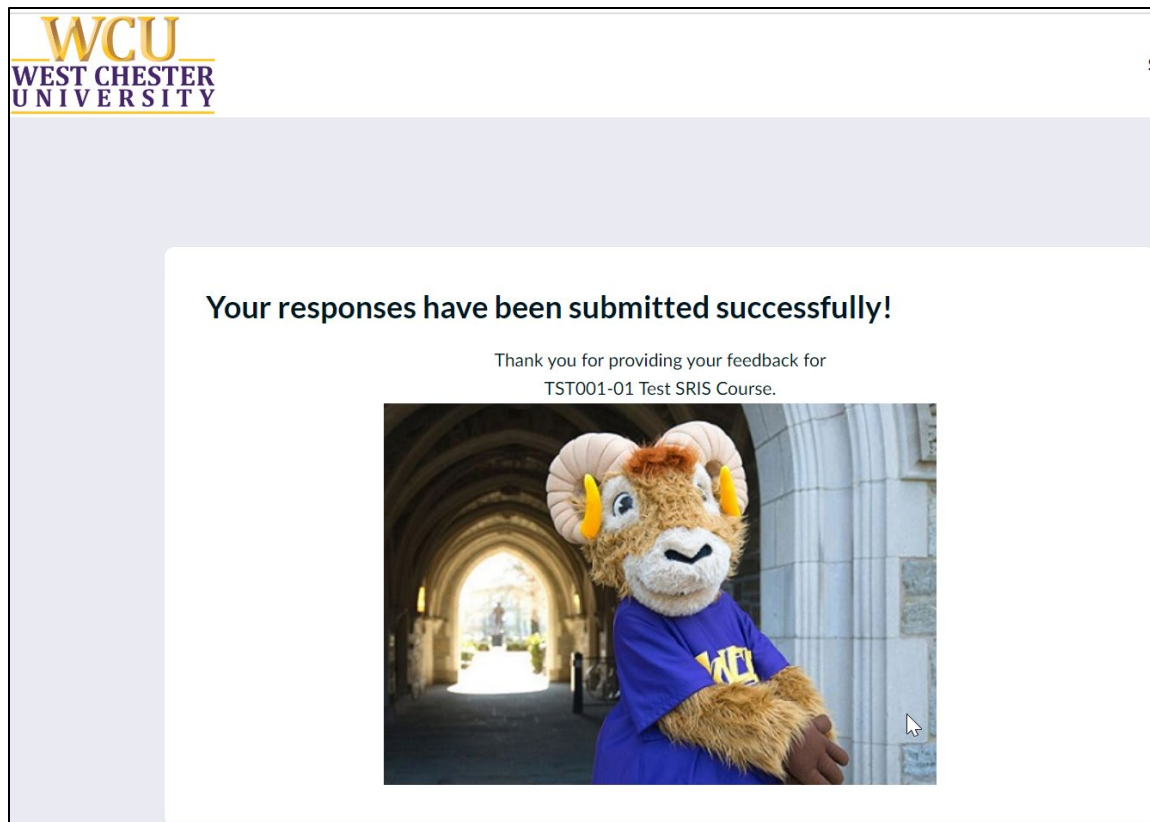 WCU
WEST CHESTER
UNIVERSITY
Your responses have been submitted successfully!
Thank you for providing your feedback for
TST001-01 Test SRIS Course.
WCU